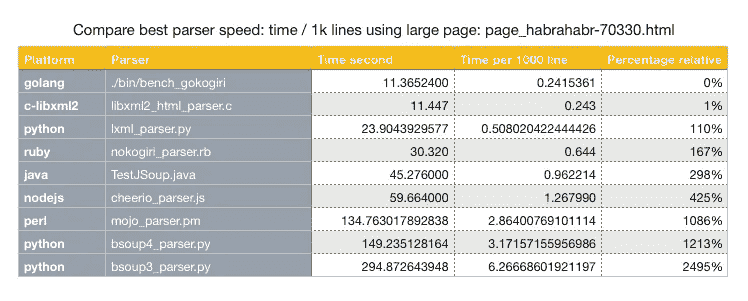 Compare best parser speed: time / 1k lines using large page: page_habrahabr-70330.html
Platform Parser Time second Time per 1000 line Percentage relative
golang ./bin/bench_gokogiri 11.3652400 0.2415361 0%
c-libxml2 libxml2_html_parser.c 11.447 0.243 1%
python lxml_parser.py 23.9043929577 0.508020422444426 110%
ruby nokogiri_parser.rb 30.320 0.644 167%
java TestJSoup.java 45.276000 0.962214 298%
nodejs cheerio_parser.js 59.664000 1.267990 425%
perl mojo_parser.pm 134.763017892838 2.86400769101114 1086%
python bsoup4_parser.py 149.235128164 3.17157155956986 1213%
python bsoup3_parser.py 294.872643948 6.26668601921197 2495%